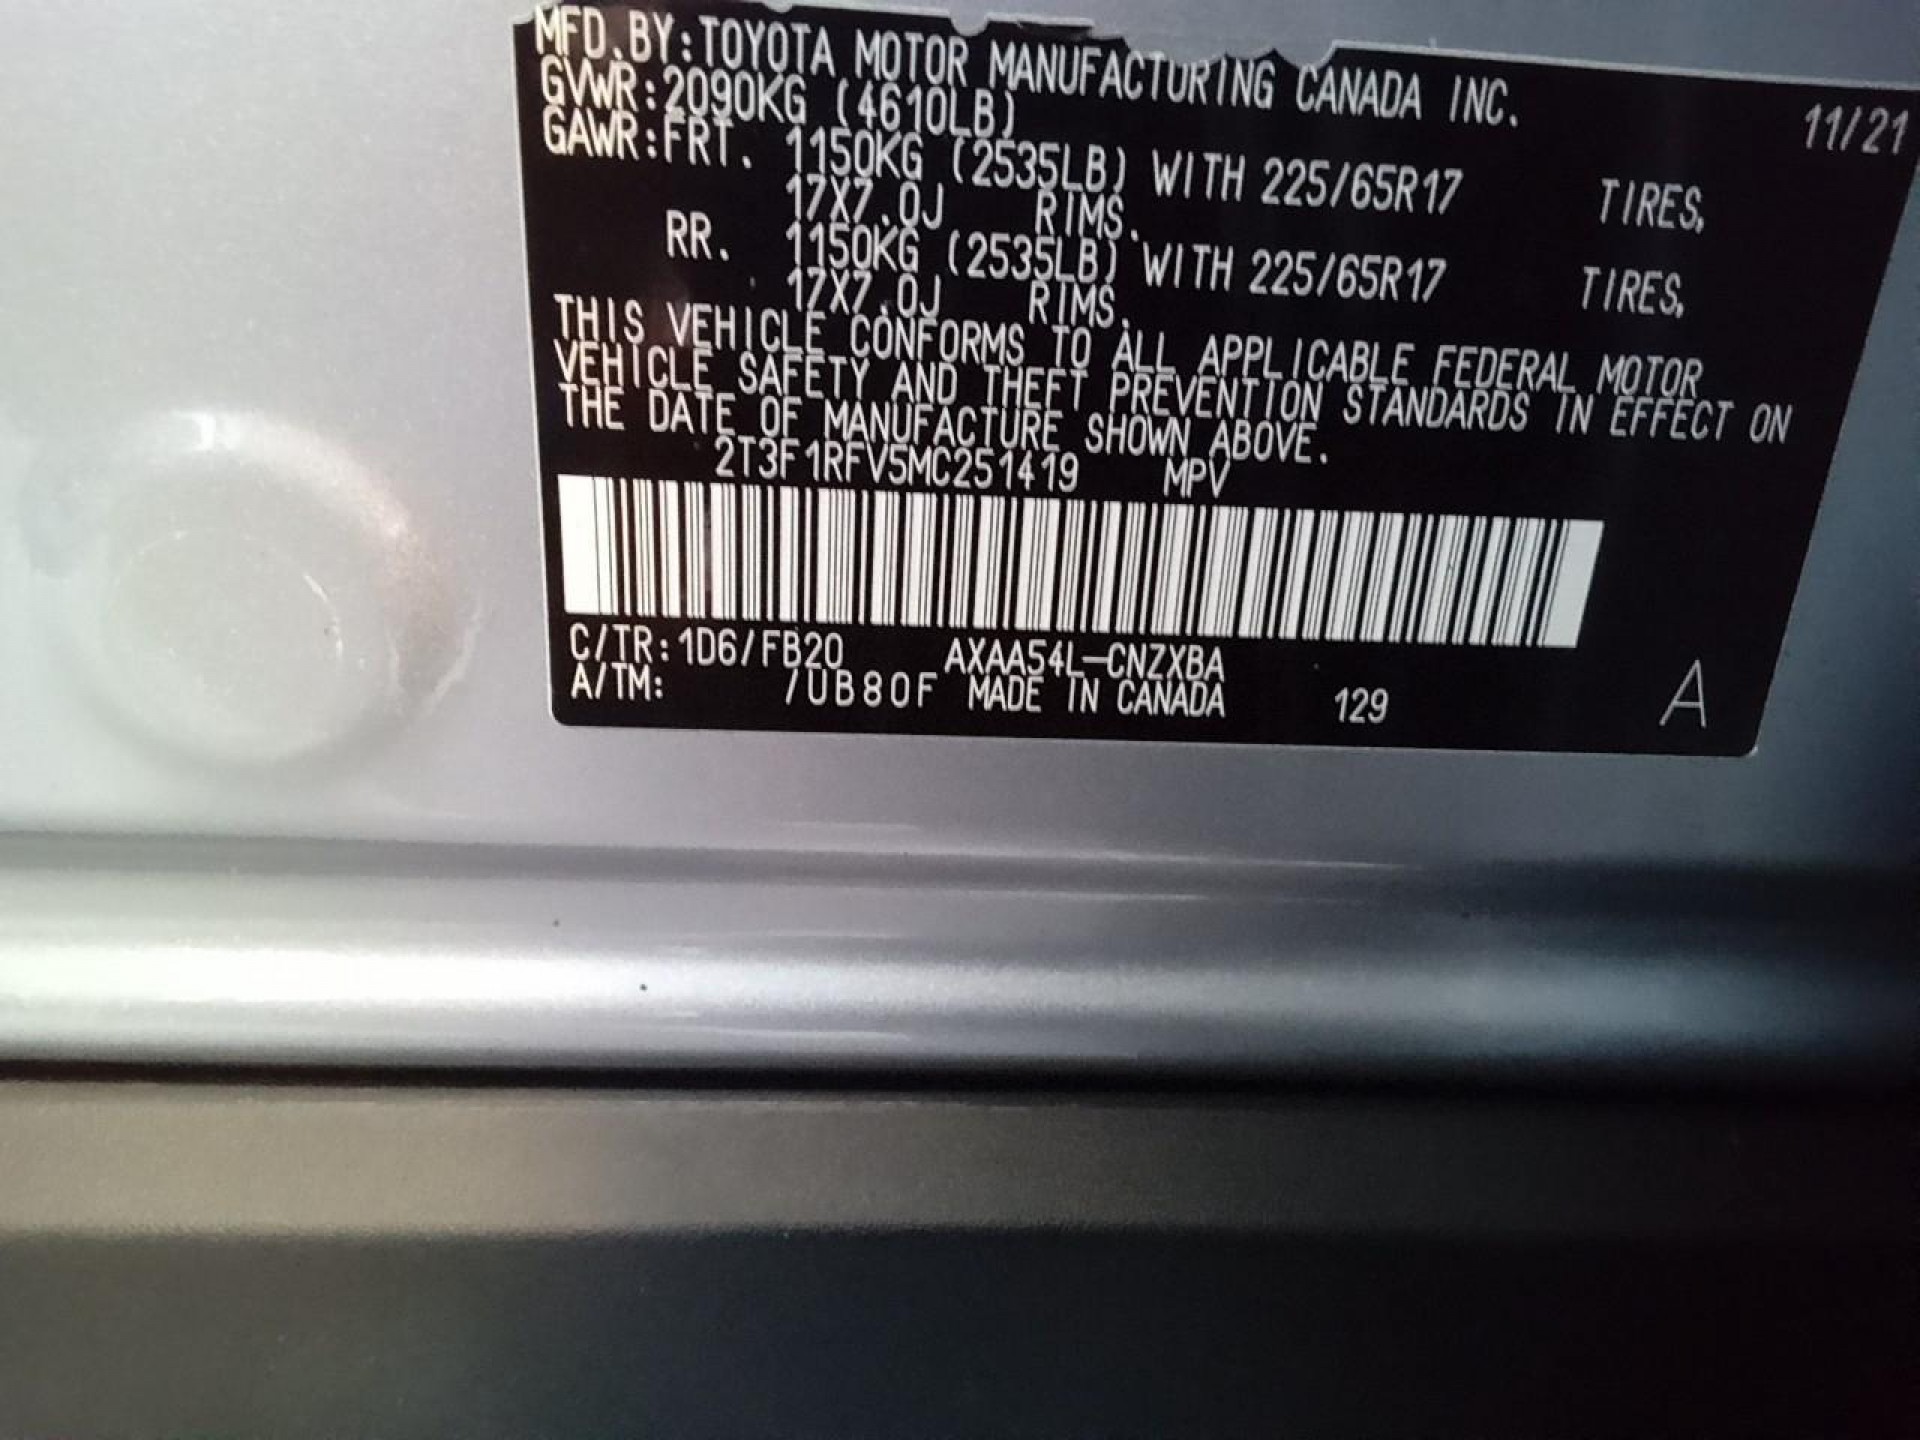 MFD.BY:TOYOTA MOTOR MANUFACTURING CANADA INC. 11/21
GVWR:2090KG (4610LB)
GAWR:FRT. 1150KG (2535LB) WITH 225/65R17 TIRES,
17X7.0J RIMS.
RR. 1150KG (2535LB) WITH 225/65R17 TIRES,
17X7.0J RIMS.
THIS VEHICLE CONFORMS TO ALL APPLICABLE FEDERAL MOTOR
VEHICLE SAFETY AND THEFT PREVENTION STANDARDS IN EFFECT ON
THE DATE OF MANUFACTURE SHOWN ABOVE.
2T3F1RFV5MC251419 MPV
C/TR:1D6/FB20 AXAA54L-CNZXBA
A/TM: /UB80F MADE IN CANADA 129 A